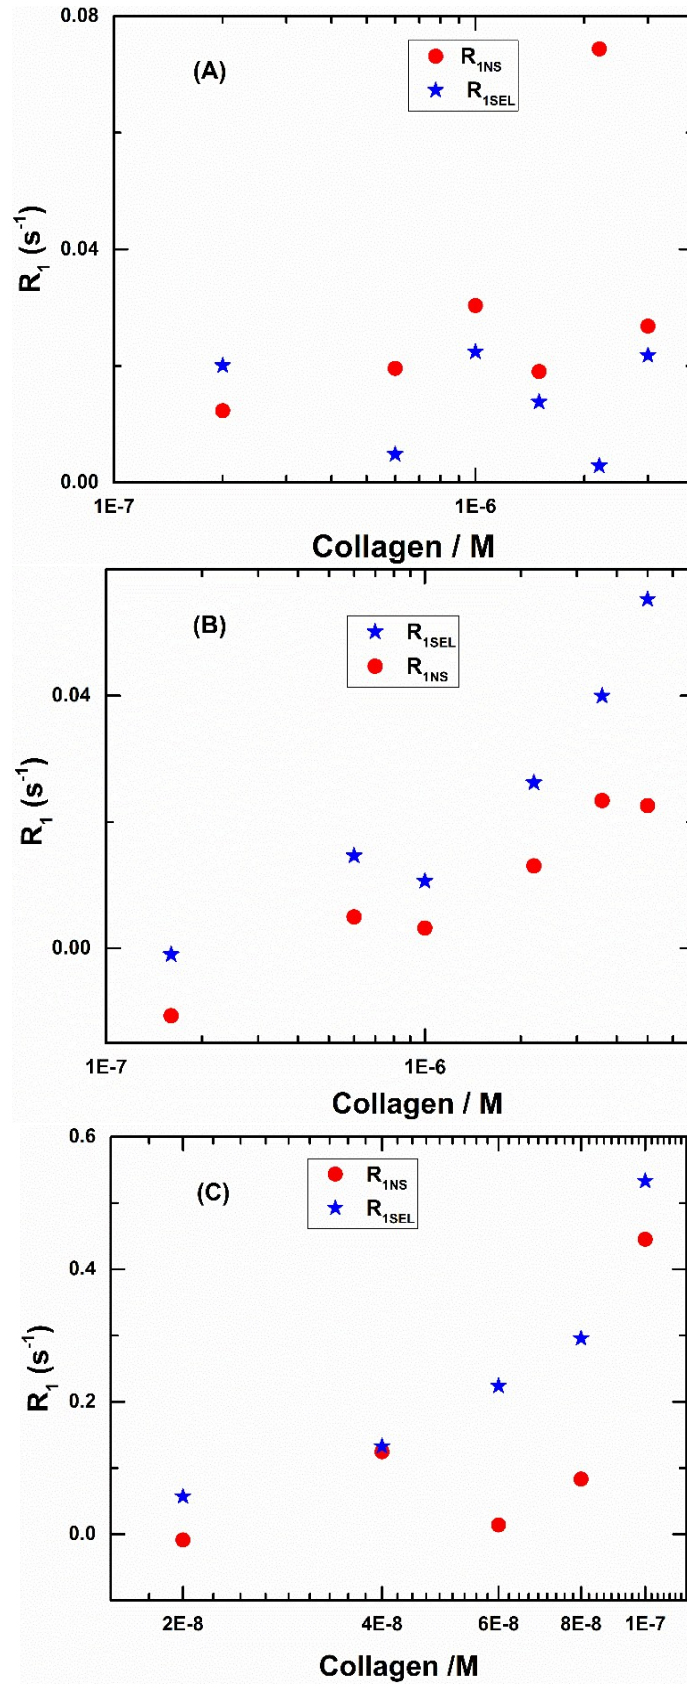 0.08
(A)
R1NS
R1SEL
R1 (s-1)
0.04
0.00
1E-7
1E-6
Collagen / M
(B)
R1SEL
R1NS
R1 (s-1)
0.04
0.00
1E-7
1E-6
Collagen / M
0.6
(C)
R1NS
R1SEL
R1 (s-1)
0.4
0.2
0.0
2E-8
4E-8
6E-8
8E-8
1E-7
Collagen /M